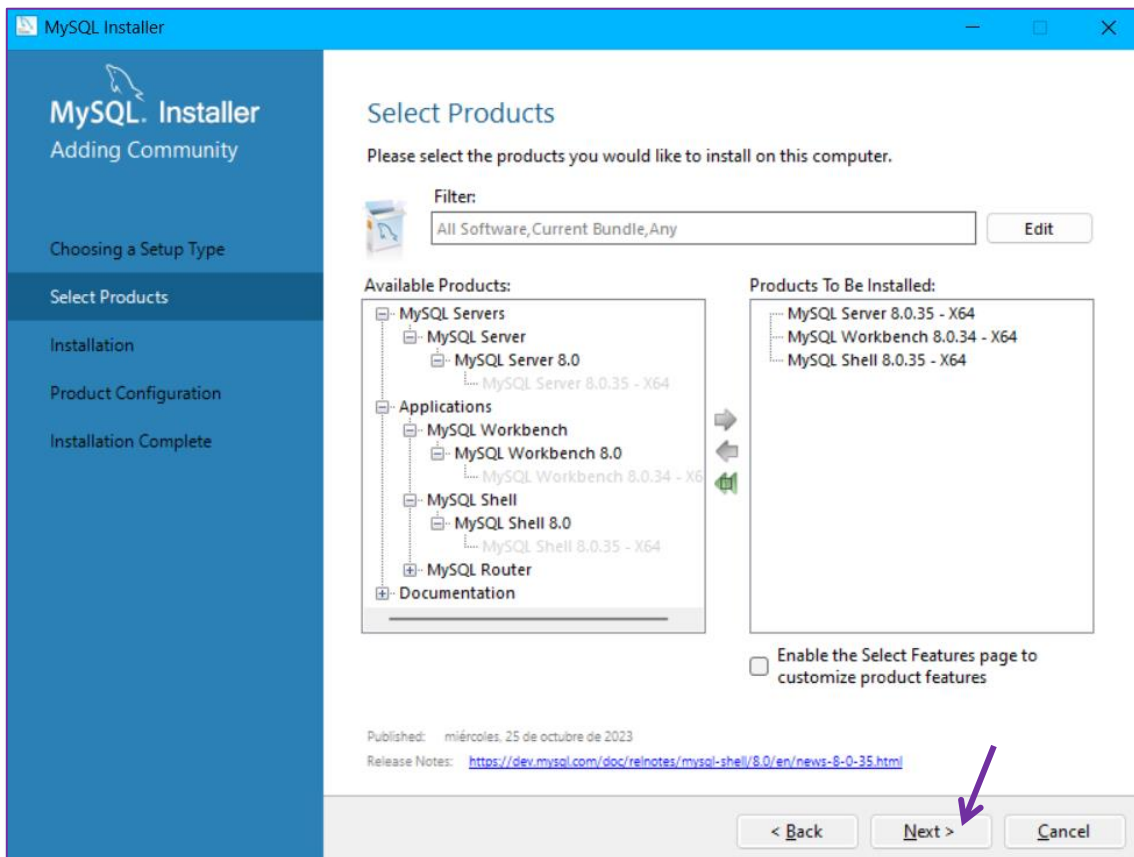 MySQL Installer
MySQL. Installer
Adding Community
Choosing a Setup Type
Select Products
Installation
Product Configuration
Installation Complete
Select Products
Please select the products you would like to install on this computer.
Filter:
All Software,Current Bundle,Any
Edit
Available Products:
MySQL Servers
MySQL Server
MySQL Server 8.0
MySQL Server 8.0.35 - X64
Applications
MySQL Workbench
MySQL Workbench 8.0
MySQL Workbench 8.0.34 - X6
MySQL Shell
MySQL Shell 8.0
MySQL Shell 8.0.35 - X64
MySQL Router
Documentation
Products To Be Installed:
MySQL Server 8.0.35 - X64
MySQL Workbench 8.0.34 - X64
MySQL Shell 8.0.35 - X64
Enable the Select Features page to
customize product features
Published: miércoles, 25 de octubre de 2023
Release Notes: https://dev.mysql.com/doc/relnotes/mysql-shell/8.0/en/news-8-0-35.html
< Back
Next >
Cancel